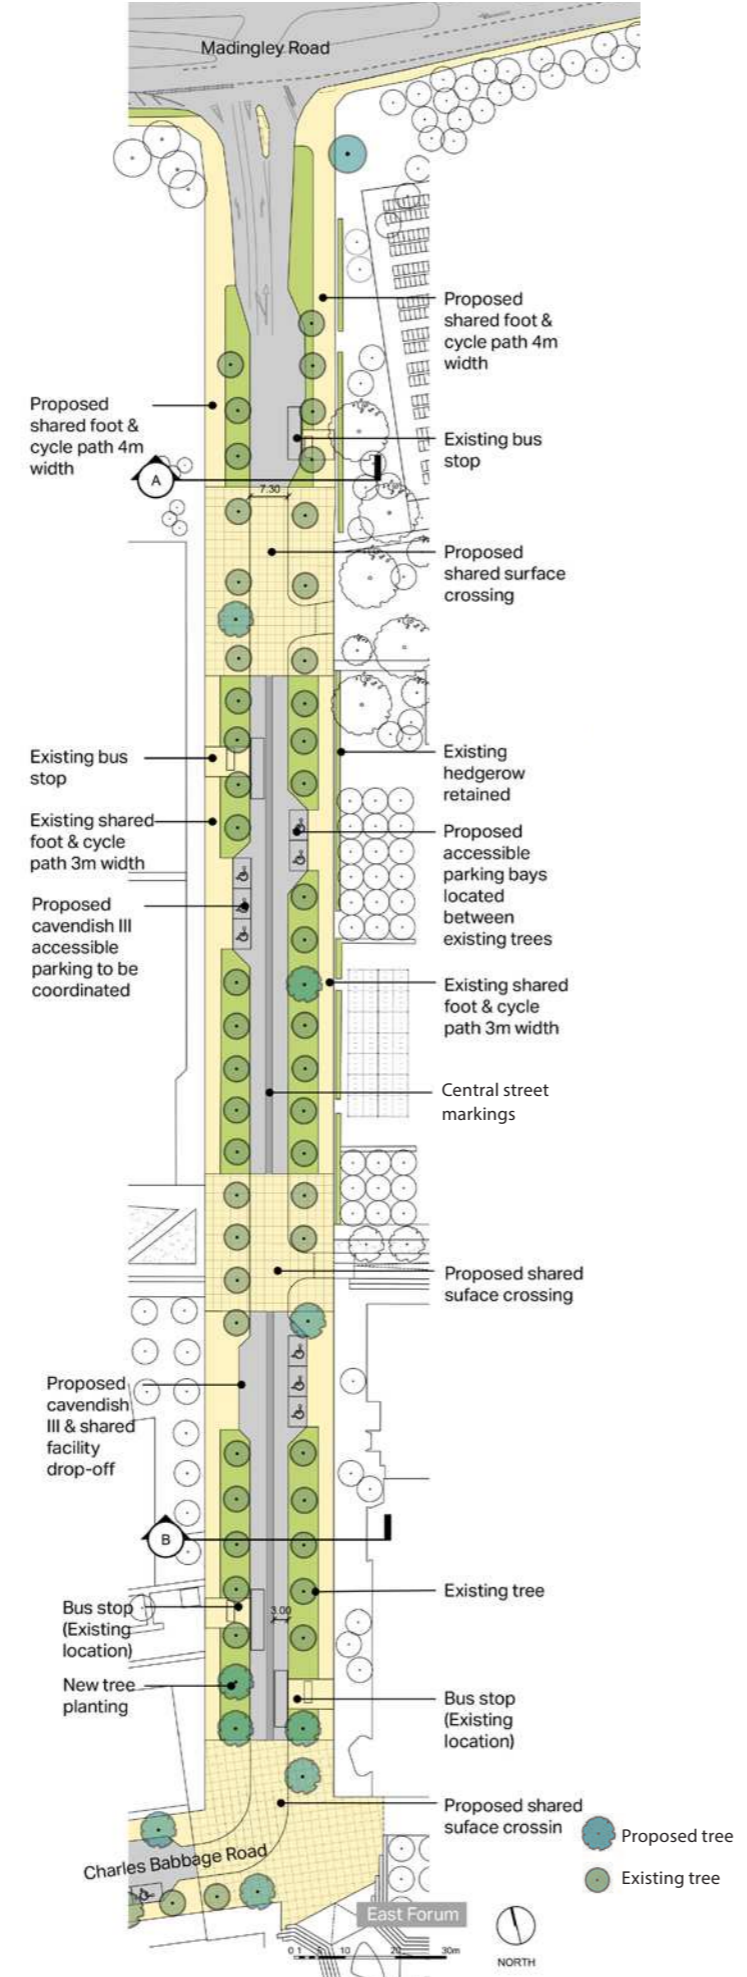 Madingley Road
Proposed
shared foot &
cycle path 4m
width
Proposed
shared foot &
cycle path 4m
width
Existing bus
stop
A
7.30
Proposed
shared surface
crossing
Existing bus
stop
Existing
hedgerow
retained
Existing shared
foot & cycle
path 3m width
Proposed
accessible
parking bays
located
between
existing trees
Proposed
cavendish III
accessible
parking to be
coordinated
Existing shared
foot & cycle
path 3m width
Central street
markings
Proposed shared
suface crossing
Proposed
cavendish
III & shared
facility
drop-off
B
Existing tree
Bus stop
(Existing
location)
3.00
New tree
planting
Bus stop
(Existing
location)
Proposed shared
suface crossin
Proposed tree
Charles Babbage Road
Existing tree
East Forum
0 1 5 10 20 30m
NORTH